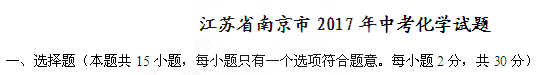 江苏省南京市 2017 年中考化学试题
一、选择题（本题共 15 小题，每小题只有一个选项符合题意。每小题 2 分，共 30 分）